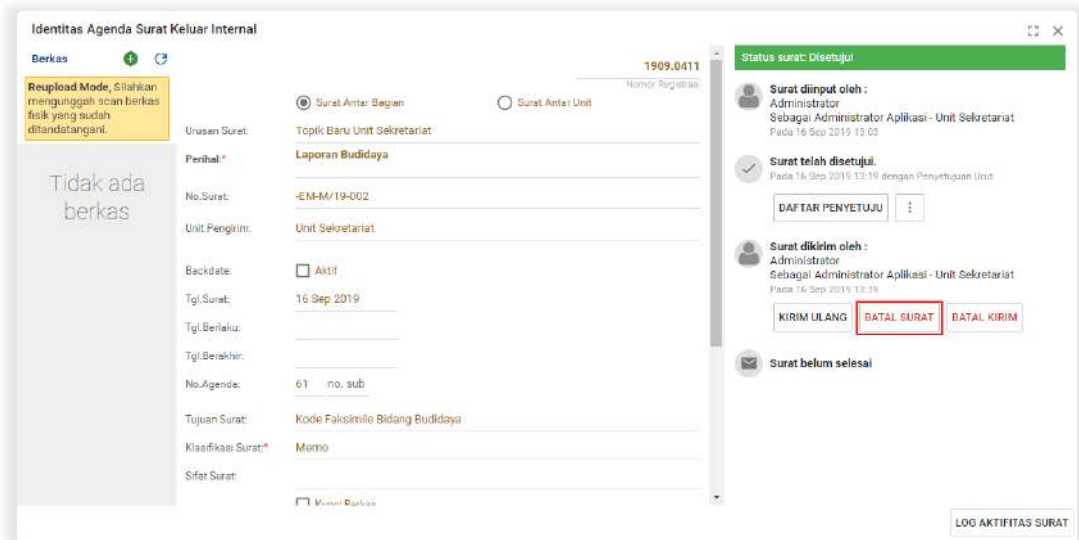 Identitas Agenda Surat Keluar Internal
Berkas
Reupload Mode, Silahkan
mengunggah scan berkas
fisik yang sudah
ditandatangani.
Tidak ada
berkas
1909.0411
Nomor Registrasi
Surat Antar Bagian
Surat Antar Unit
Urusan Surat:
Topik Baru Unit Sekretariat
Perihal:*
Laporan Budidaya
No.Surat:
-EM-M/19-002
Unit Pengirim:
Unit Sekretariat
Backdate:
Aktif
Tgl.Surat:
16 Sep 2019
Tgl.Berlaku:
Tgl.Berakhir:
No.Agenda:
61 no. sub
Tujuan Surat:
Kode Faksimile Bidang Budidaya
Klasifikasi Surat:*
Memo
Sifat Surat:
Kunci Berkas
Status surat: Disetujui
Surat diinput oleh :
Administrator
Sebagai Administrator Aplikasi - Unit Sekretariat
Pada 16 Sep 2019 13:03
Surat telah disetujui.
Pada 16 Sep 2019 13:19 dengan Penyetujuan Urut
DAFTAR PENYETUJU
Surat dikirim oleh :
Administrator
Sebagai Administrator Aplikasi - Unit Sekretariat
Pada 16 Sep 2019 13:19
KIRIM ULANG
BATAL SURAT
BATAL KIRIM
Surat belum selesai
LOG AKTIFITAS SURAT